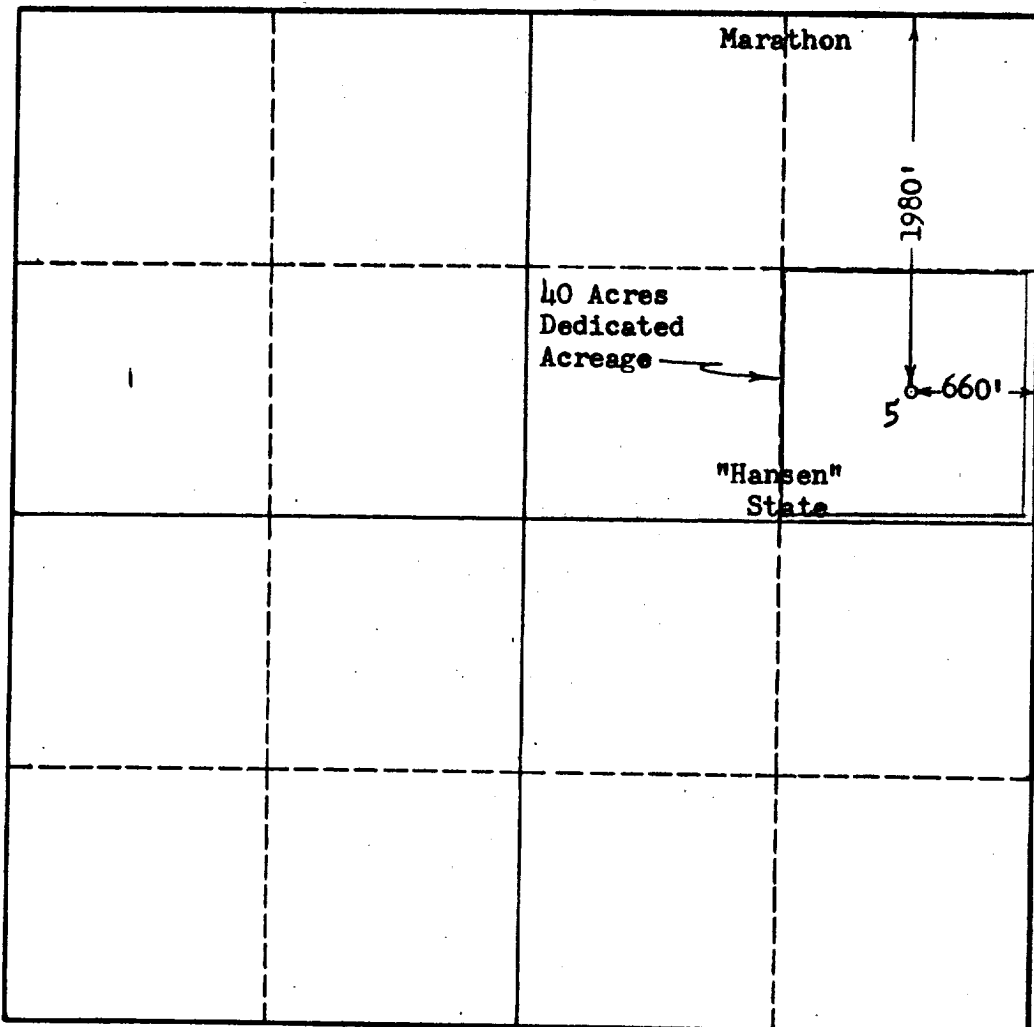 Marathon
1980'
40 Acres
Dedicated
Acreage
660'
5
"Hansen"
State